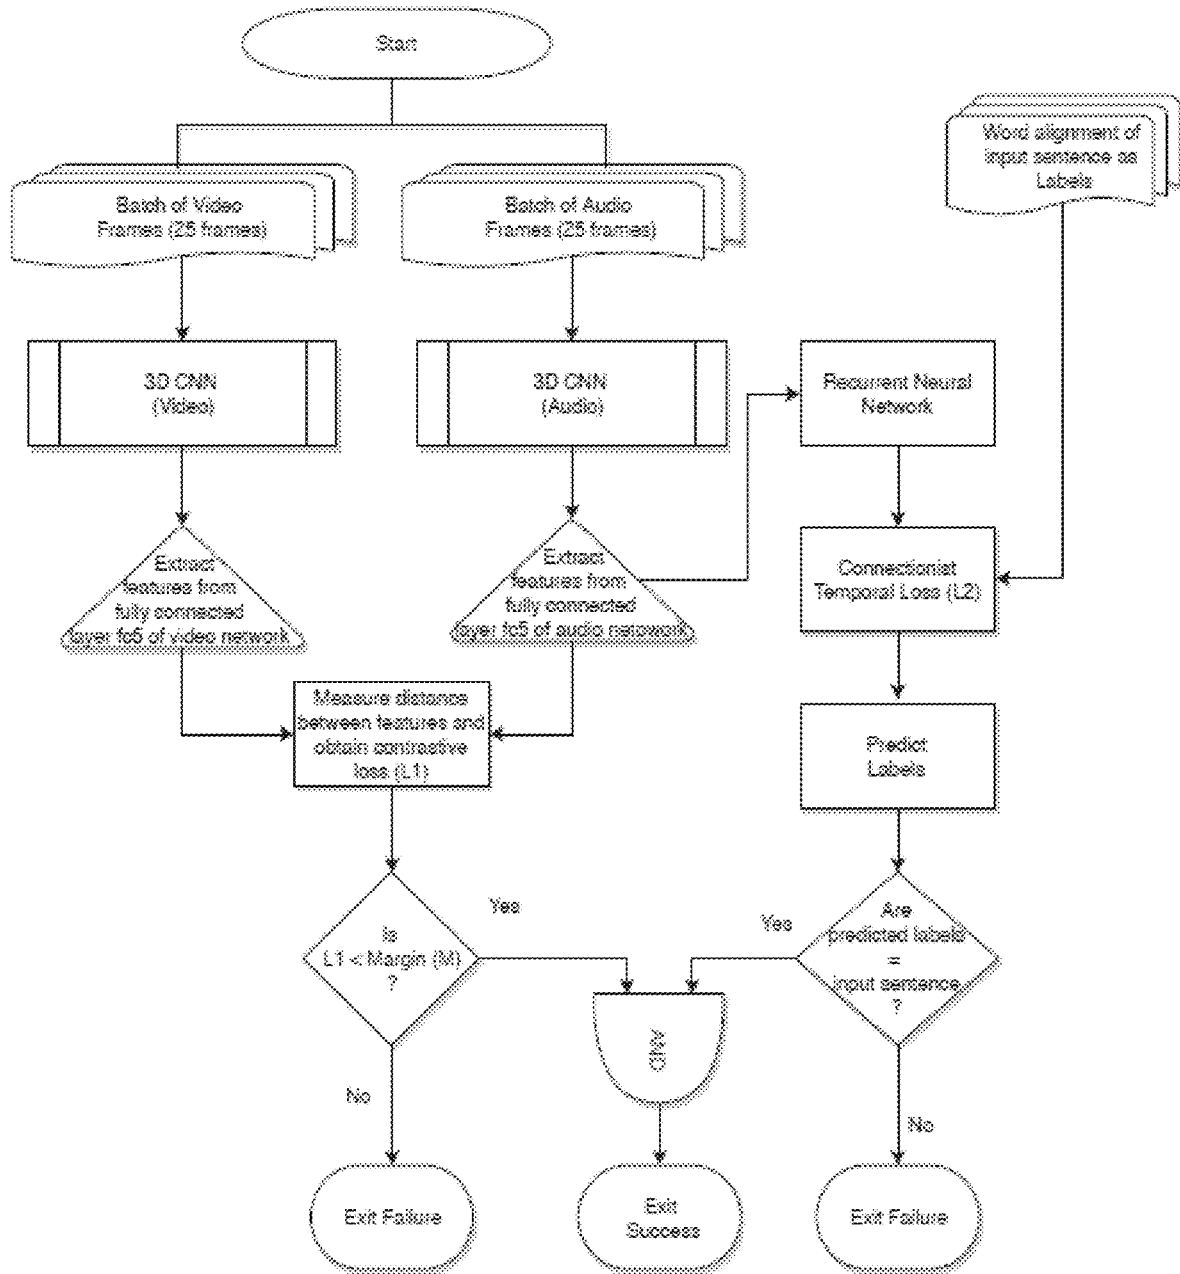 Start
Batch of Video
Frames (25 frames)
Batch of Audio
Frames (25 frames)
Word alignment of
input sentence as
Labels
3D CNN
(Video)
3D CNN
(Audio)
Recurrent Neural
Network
Extract
features from
fully connected
layer fc5 of video network
Extract
features from
fully connected
layer fc5 of audio netowork
Connectionist
Temporal Loss (L2)
Measure distance
between features and
obtain contrastive
loss (L1)
Predict
Labels
Is
L1 < Margin (M)
?
Yes
Yes
Are
predicted labels
=
input sentence
?
AND
No
No
Exit Failure
Exit
Success
Exit Failure